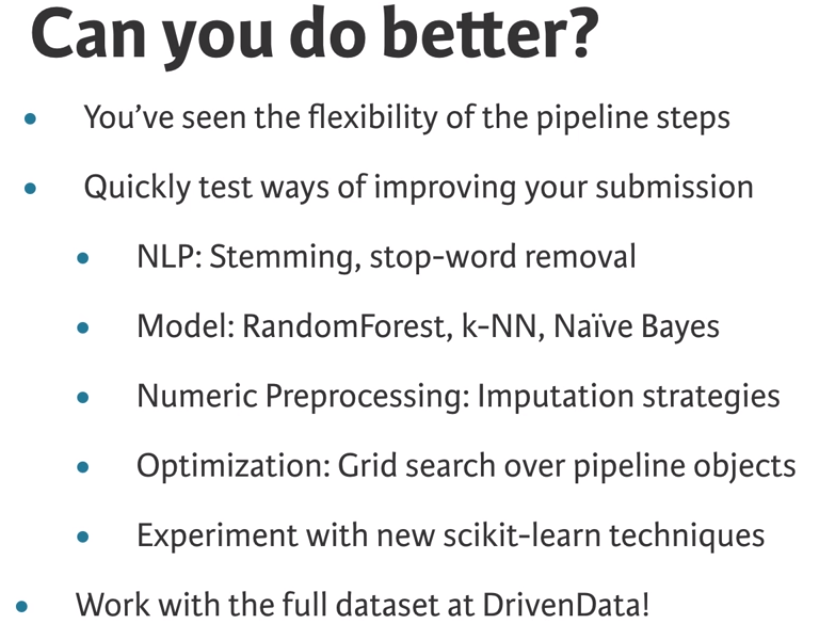 Can you do better?
• You’ve seen the flexibility of the pipeline steps
• Quickly test ways of improving your submission
• NLP: Stemming, stop-word removal
• Model: RandomForest, k-NN, Naïve Bayes
• Numeric Preprocessing: Imputation strategies
• Optimization: Grid search over pipeline objects
• Experiment with new scikit-learn techniques
• Work with the full dataset at DrivenData!